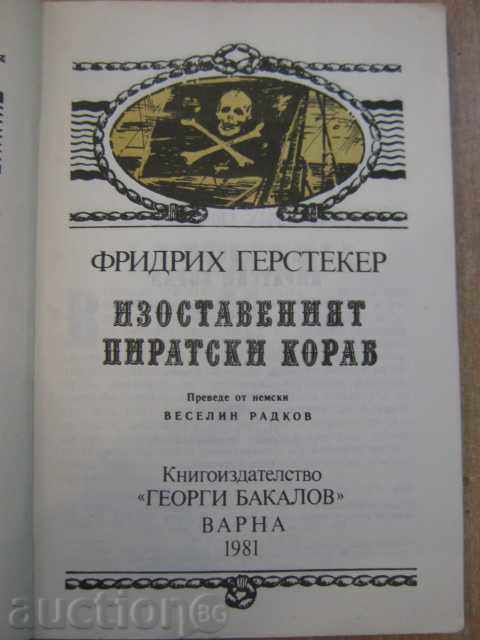 ФРИДРИХ ГЕРСТЕКЕР
ИЗОСТАВЕНИЯТ
ПИРАТСКИ КОРАБ
Преведе от немски
ВЕСЕЛИН РАДКОВ
Книгоиздателство
«ГЕОРГИ БАКАЛОВ»
ВАРНА
1981
auction BG